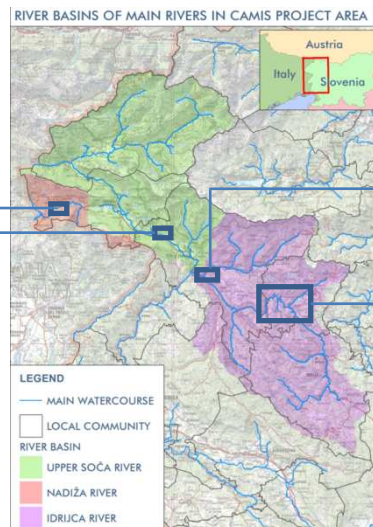 RIVER BASINS OF MAIN RIVERS IN CAMIS PROJECT AREA
Austria
Italy
Slovenia
LEGEND
MAIN WATERCOURSE
LOCAL COMMUNITY
RIVER BASIN
UPPER SOČA RIVER
NADIŽA RIVER
IDRIJCA RIVER